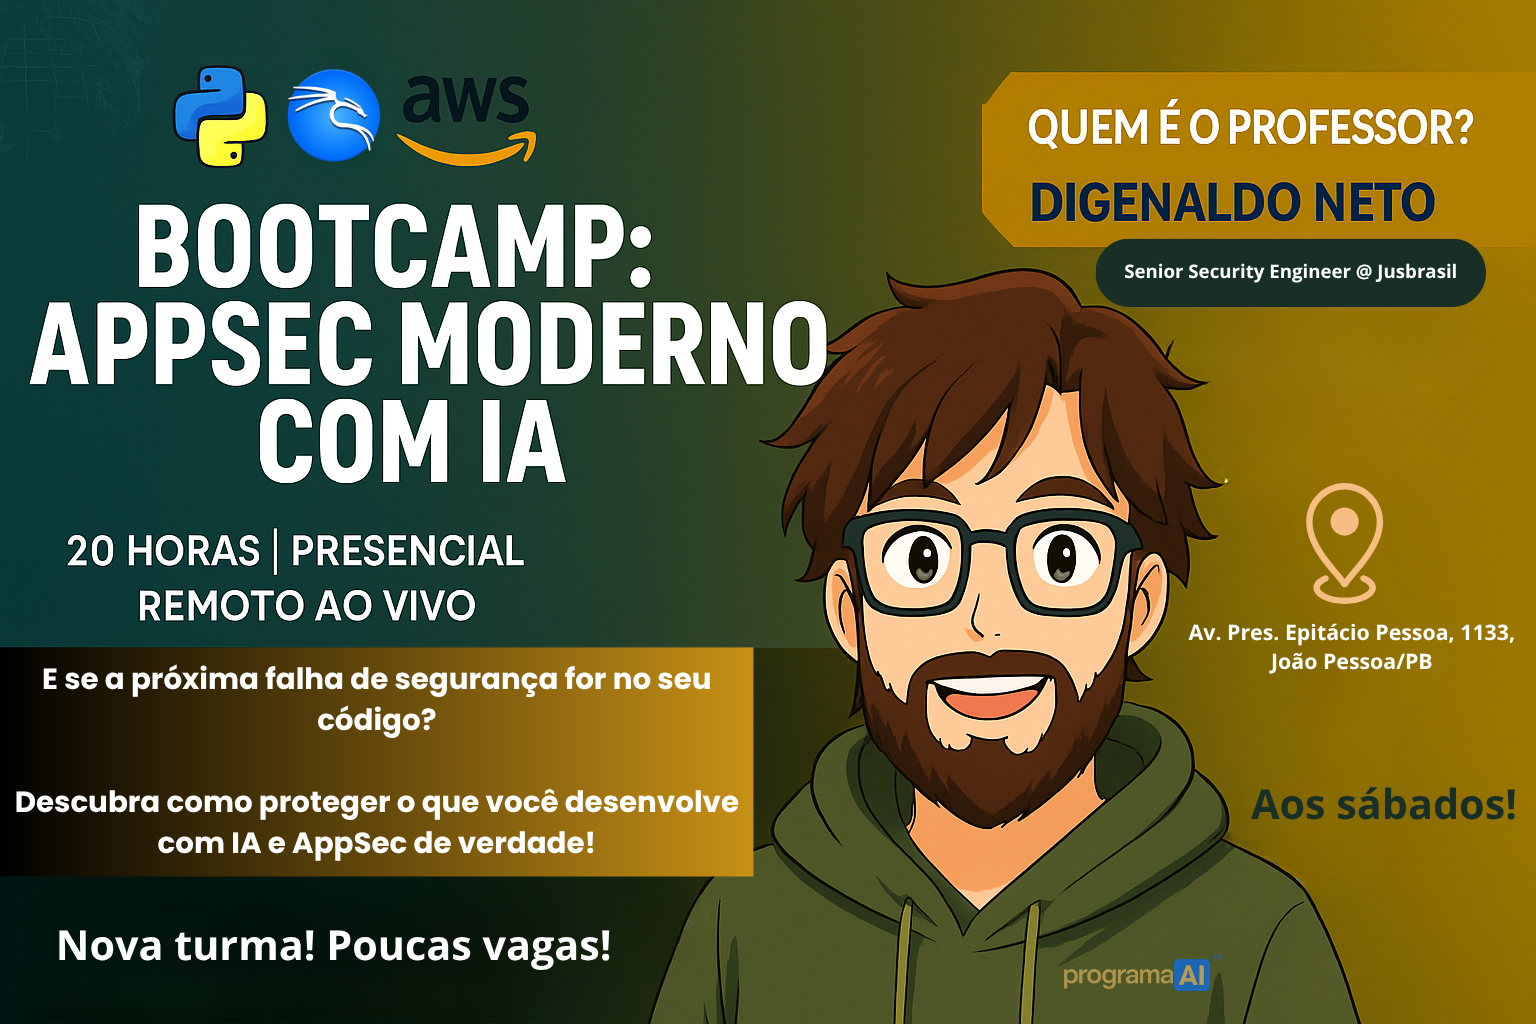 aws
BOOTCAMP:
APPSEC MODERNO
COM IA
20 HORAS | PRESENCIAL
REMOTO AO VIVO
E se a próxima falha de segurança for no seu
código?
Descubra como proteger o que você desenvolve
com IA e AppSec de verdade!
Nova turma! Poucas vagas!
QUEM É O PROFESSOR?
DIGENALDO NETO
Senior Security Engineer @ Jusbrasil
Av. Pres. Epitácio Pessoa, 1133,
João Pessoa/PB
Aos sábados!
programaAI